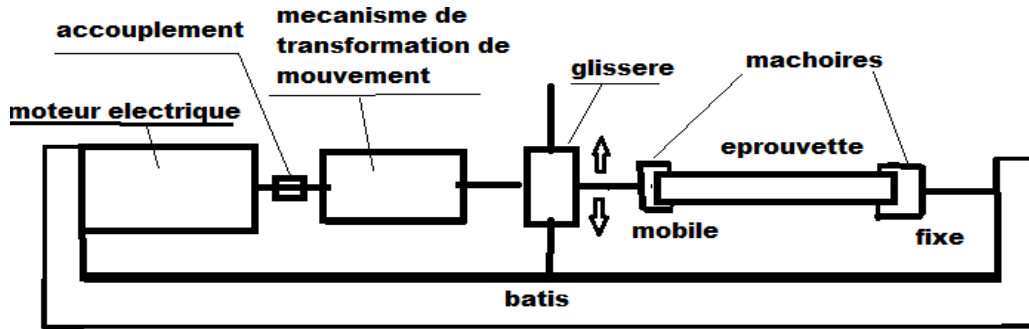 accouplement
mecanisme de
transformation de
mouvement
moteur electrique
glissere
machoires
eprouvette
mobile
fixe
batis